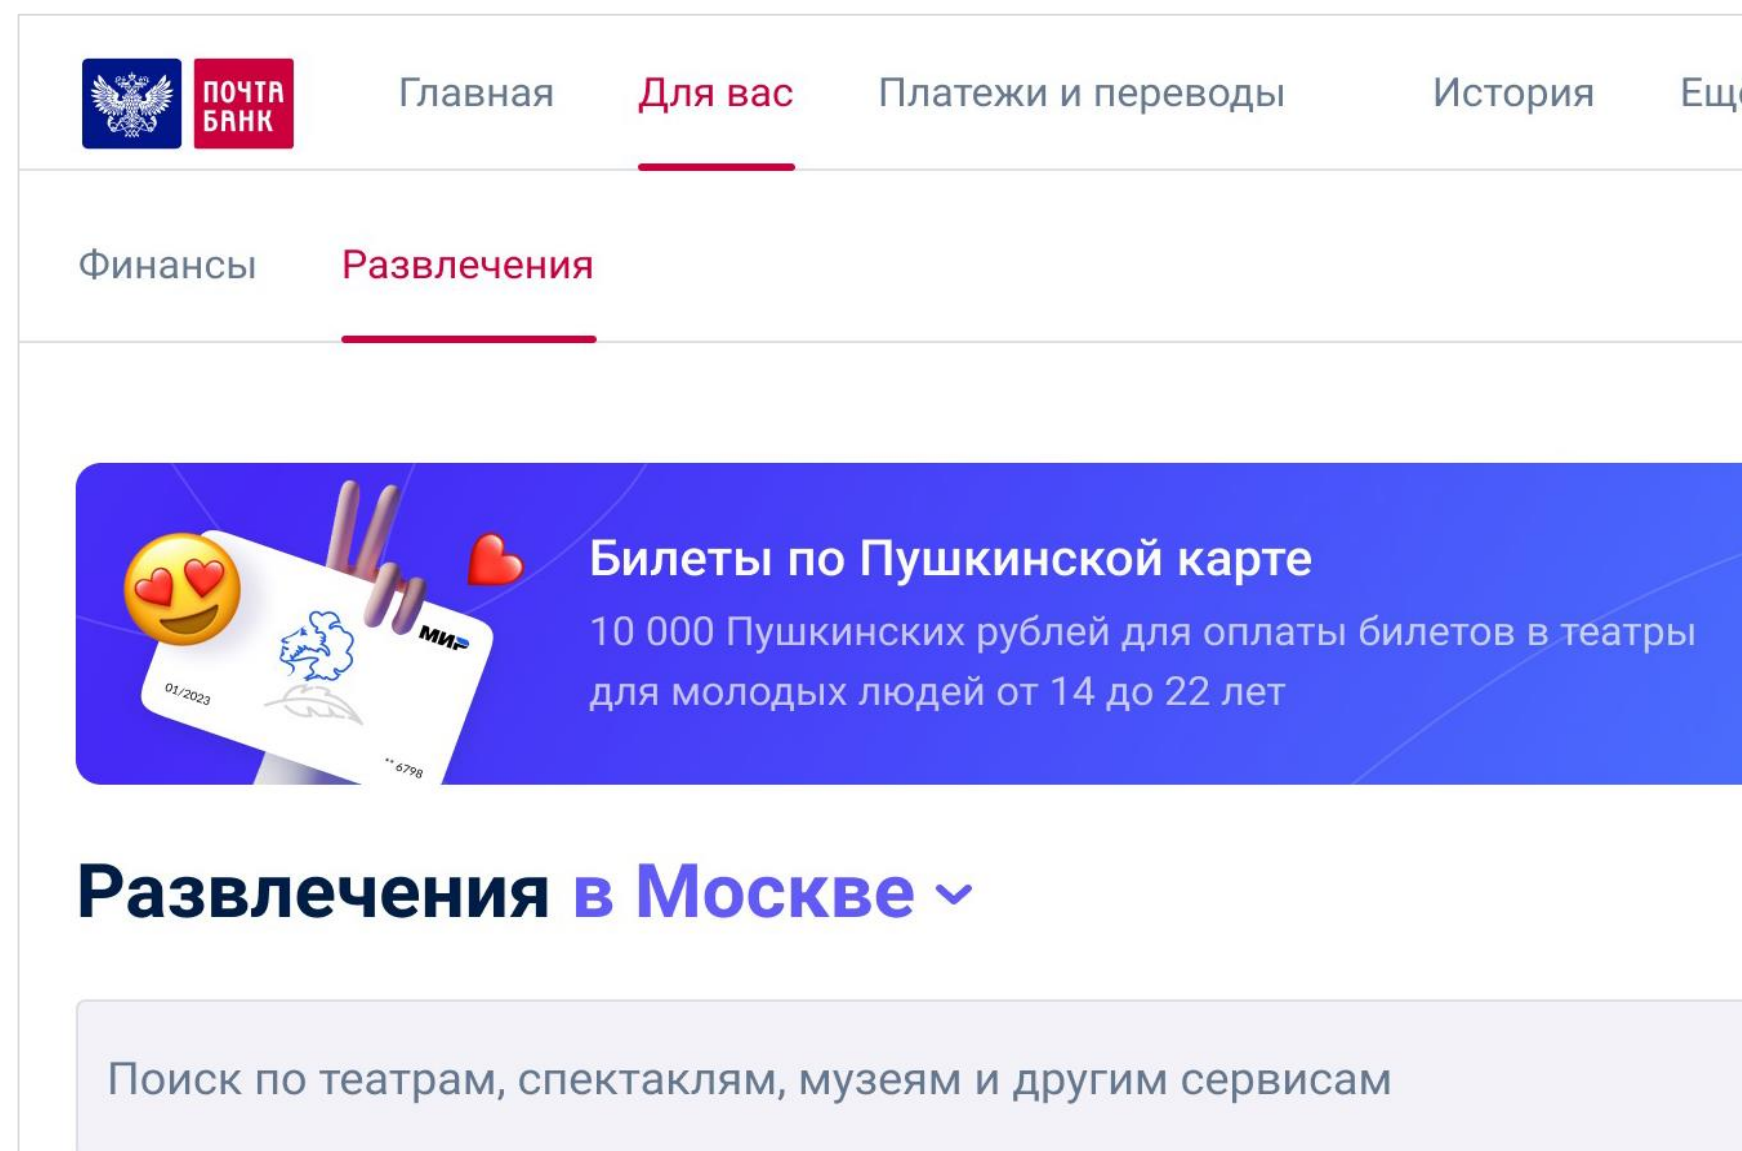 ПОЧТА
БАНК
Главная
Для вас
Платежи и переводы
История
Ещё
Финансы
Развлечения
МИР
01/2023
** 6798
Билеты по Пушкинской карте
10 000 Пушкинских рублей для оплаты билетов в театры
для молодых людей от 14 до 22 лет
Развлечения в Москве
Поиск по театрам, спектаклям, музеям и другим сервисам